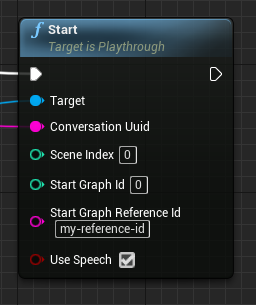 f Start
Target is Playthrough
Target
Conversation Uuid
Scene Index 0
Start Graph Id 0
Start Graph Reference Id
my-reference-id
Use Speech